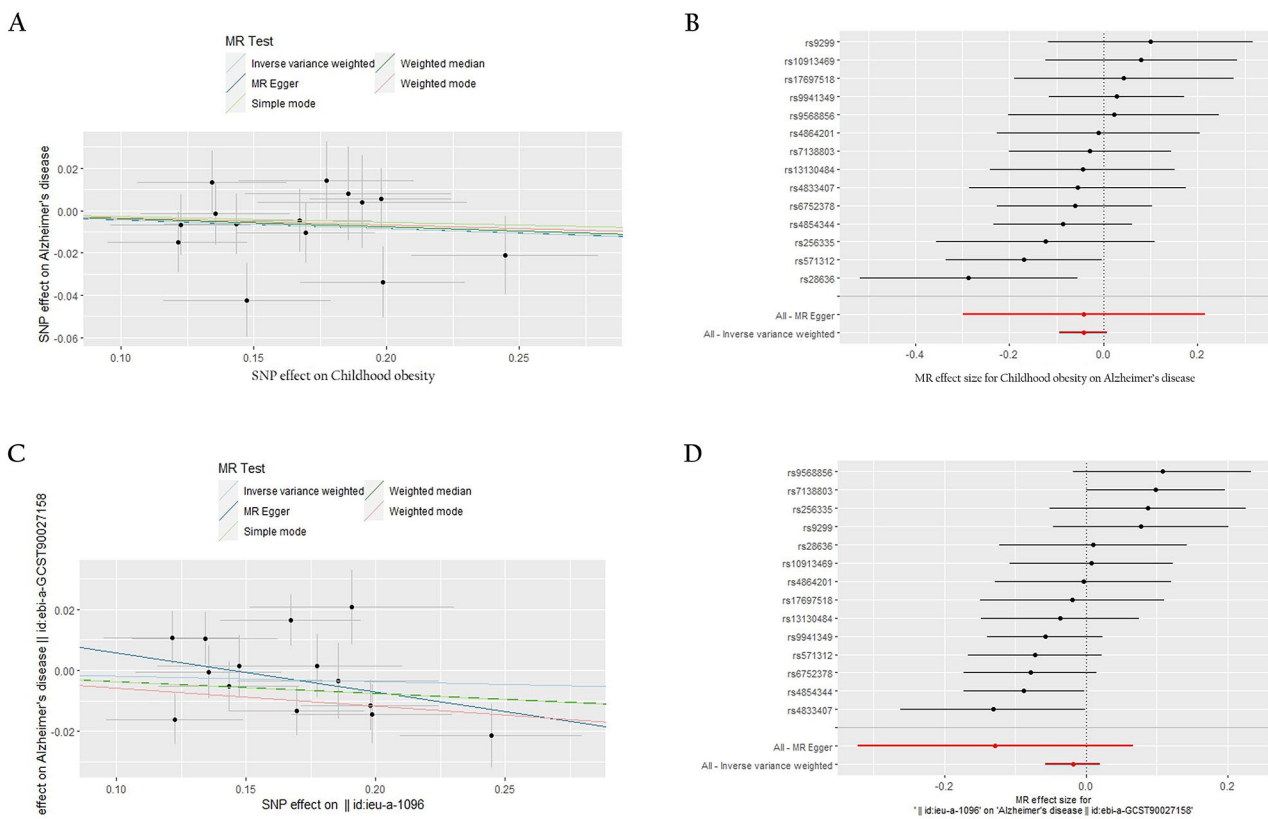 A
MR Test
Inverse variance weighted
Weighted median
MR Egger
Weighted mode
Simple mode
SNP effect on Alzheimer's disease
0.02
0.00
-0.02
-0.04
-0.06
0.10
0.15
0.20
0.25
SNP effect on Childhood obesity
B
rs9299
rs10913469
rs17697518
rs9941349
rs9568856
rs4864201
rs7138803
rs13130484
rs4833407
rs6752378
rs4854344
rs256335
rs571312
rs28636
All - MR Egger
All - Inverse variance weighted
-0.4
-0.2
0.0
0.2
MR effect size for Childhood obesity on Alzheimer's disease
C
MR Test
Inverse variance weighted
Weighted median
MR Egger
Weighted mode
Simple mode
effect on Alzheimer's disease || id:ebi-a-GCST90027158
0.02
0.00
-0.02
0.10
0.15
0.20
0.25
SNP effect on || id:ieu-a-1096
D
rs9568856
rs7138803
rs256335
rs9299
rs28636
rs10913469
rs4864201
rs17697518
rs13130484
rs9941349
rs571312
rs6752378
rs4854344
rs4833407
All - MR Egger
All - Inverse variance weighted
-0.2
0.0
0.2
MR effect size for
'' || id:ieu-a-1096' on 'Alzheimer's disease || id:ebi-a-GCST90027158'